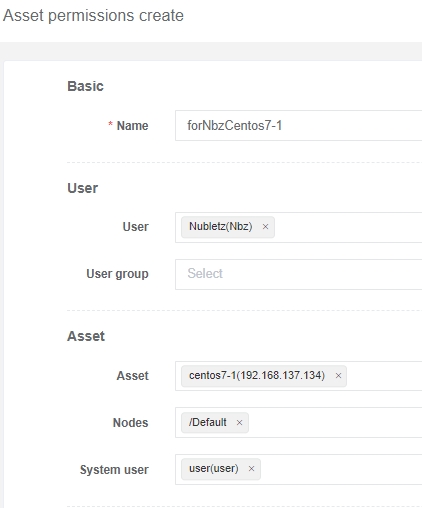 Asset permissions create
Basic
* Name forNbzCentos7-1
User
User Nubletz(Nbz) ×
User group Select
Asset
Asset centos7-1(192.168.137.134) ×
Nodes /Default ×
System user user(user) ×